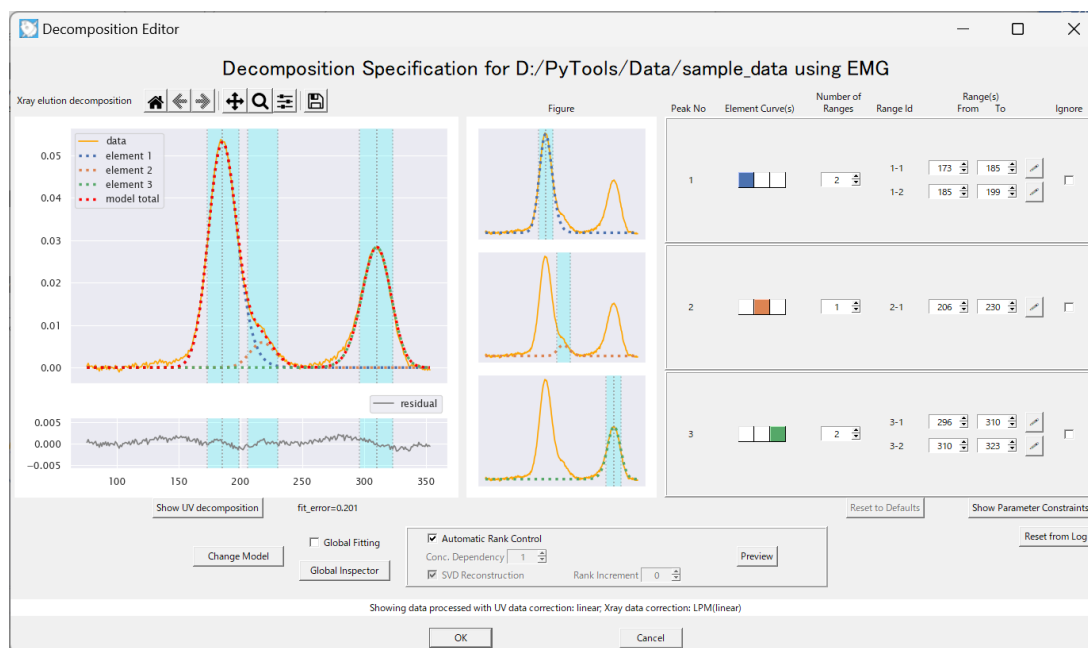 Decomposition Editor
Decomposition Specification for D:/PyTools/Data/sample_data using EMG
Xray elution decomposition
Figure
Peak No
Element Curve(s)
Number of
Ranges
Range Id
Range(s)
From To
Ignore
data
element 1
element 2
element 3
model total
0.05
0.04
0.03
0.02
0.01
0.00
residual
0.005
0.000
−0.005
100 150 200 250 300 350
1 2 1-1 173 185
1-2 185 199
2 1 2-1 206 230
3 2 3-1 296 310
3-2 310 323
Show UV decomposition
fit_error=0.201
Reset to Defaults
Show Parameter Constraints
Change Model
Global Fitting
Global Inspector
Automatic Rank Control
Conc. Dependency 1
SVD Reconstruction
Rank Increment 0
Preview
Reset from Log
Showing data processed with UV data correction: linear; Xray data correction: LPM(linear)
OK
Cancel